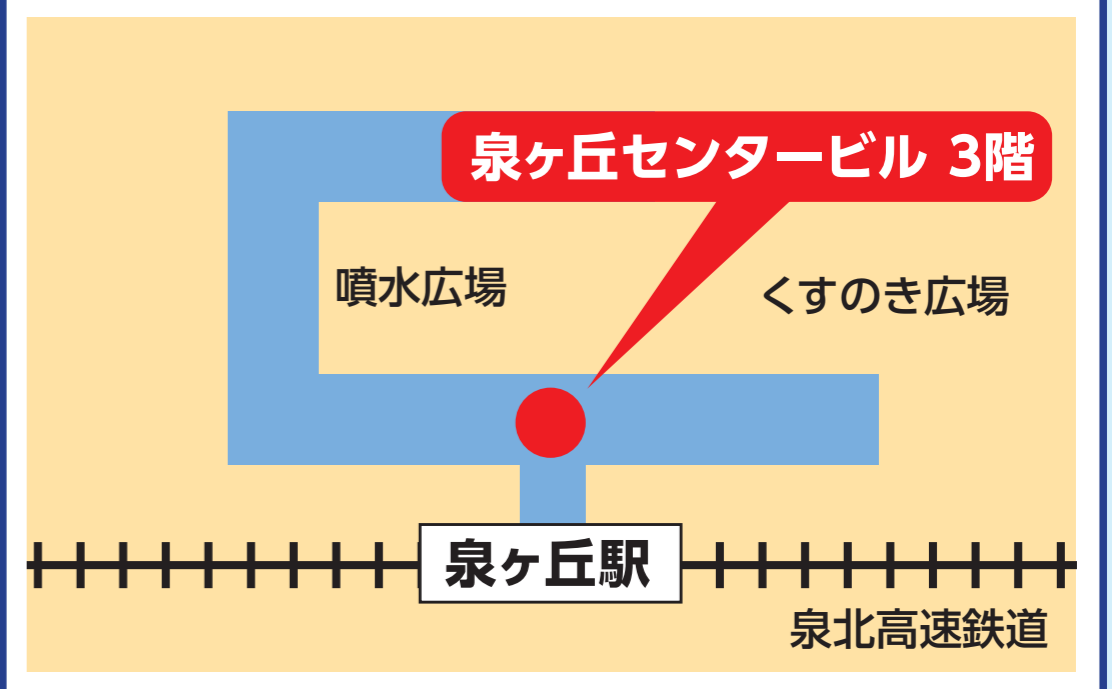 泉ヶ丘センタービル 3階
噴水広場
くすのき広場
泉ヶ丘駅
泉北高速鉄道